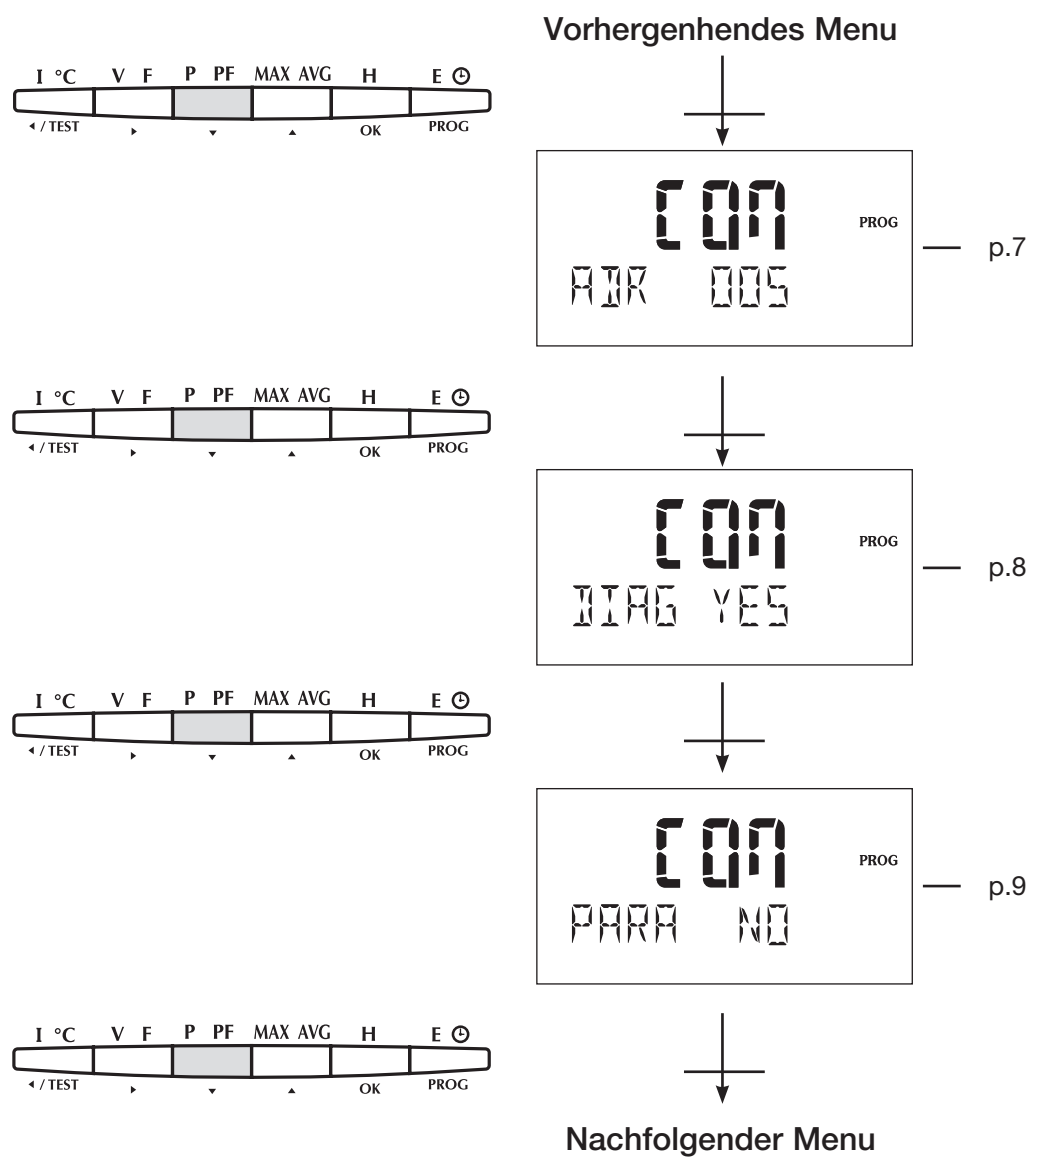 Vorhergenhendes Menu
I °C V F P PF MAX AVG H E
/ TEST OK PROG
COM
PROG
ADR 005
p.7
I °C V F P PF MAX AVG H E
/ TEST OK PROG
COM
PROG
DIAG YES
p.8
I °C V F P PF MAX AVG H E
/ TEST OK PROG
COM
PROG
PARA NO
p.9
I °C V F P PF MAX AVG H E
/ TEST OK PROG
Nachfolgender Menu